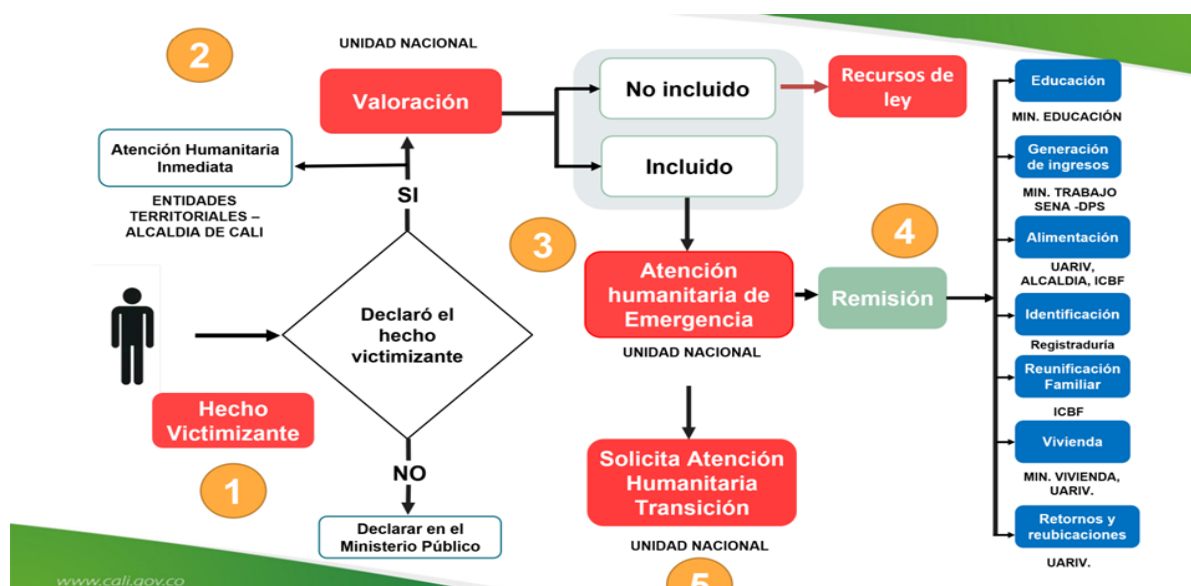 2
UNIDAD NACIONAL
Valoración
No incluido
Incluido
Recursos de
ley
Atención Humanitaria
Inmediata
ENTIDADES
TERRITORIALES –
ALCALDIA DE CALI
SI
Declaró el
hecho
victimizante
Hecho
Victimizante
1
NO
Declarar en el
Ministerio Público
3
Atención
humanitaria de
Emergencia
UNIDAD NACIONAL
4
Remisión
Solicita Atención
Humanitaria
Transición
UNIDAD NACIONAL
5
Educación
MIN. EDUCACIÓN
Generación
de ingresos
MIN. TRABAJO
SENA -DPS
Alimentación
UARIV,
ALCALDIA, ICBF
Identificación
Registraduría
Reunificación
Familiar
ICBF
Vivienda
MIN. VIVIENDA,
UARIV.
Retornos y
reubicaciones
UARIV.
www.cali.gov.co